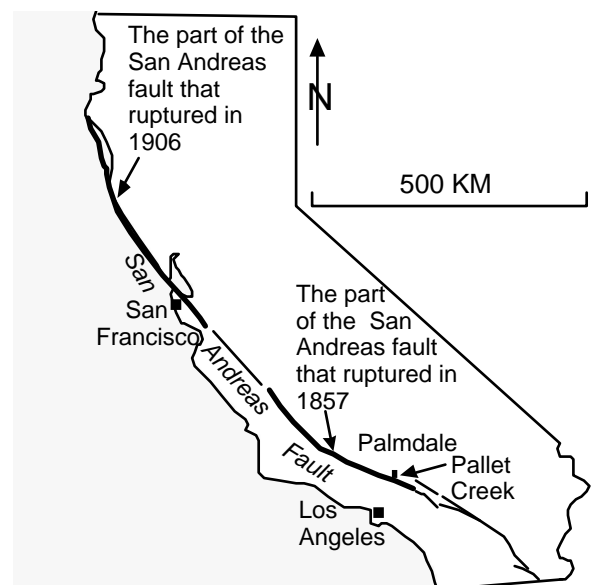 The part of the
San Andreas
fault that
ruptured in
1906
N
500 KM
San
San
Francisco
Andreas
Fault
The part
of the San
Andreas fault
that ruptured in
1857
Palmdale
Pallet
Creek
Los
Angeles